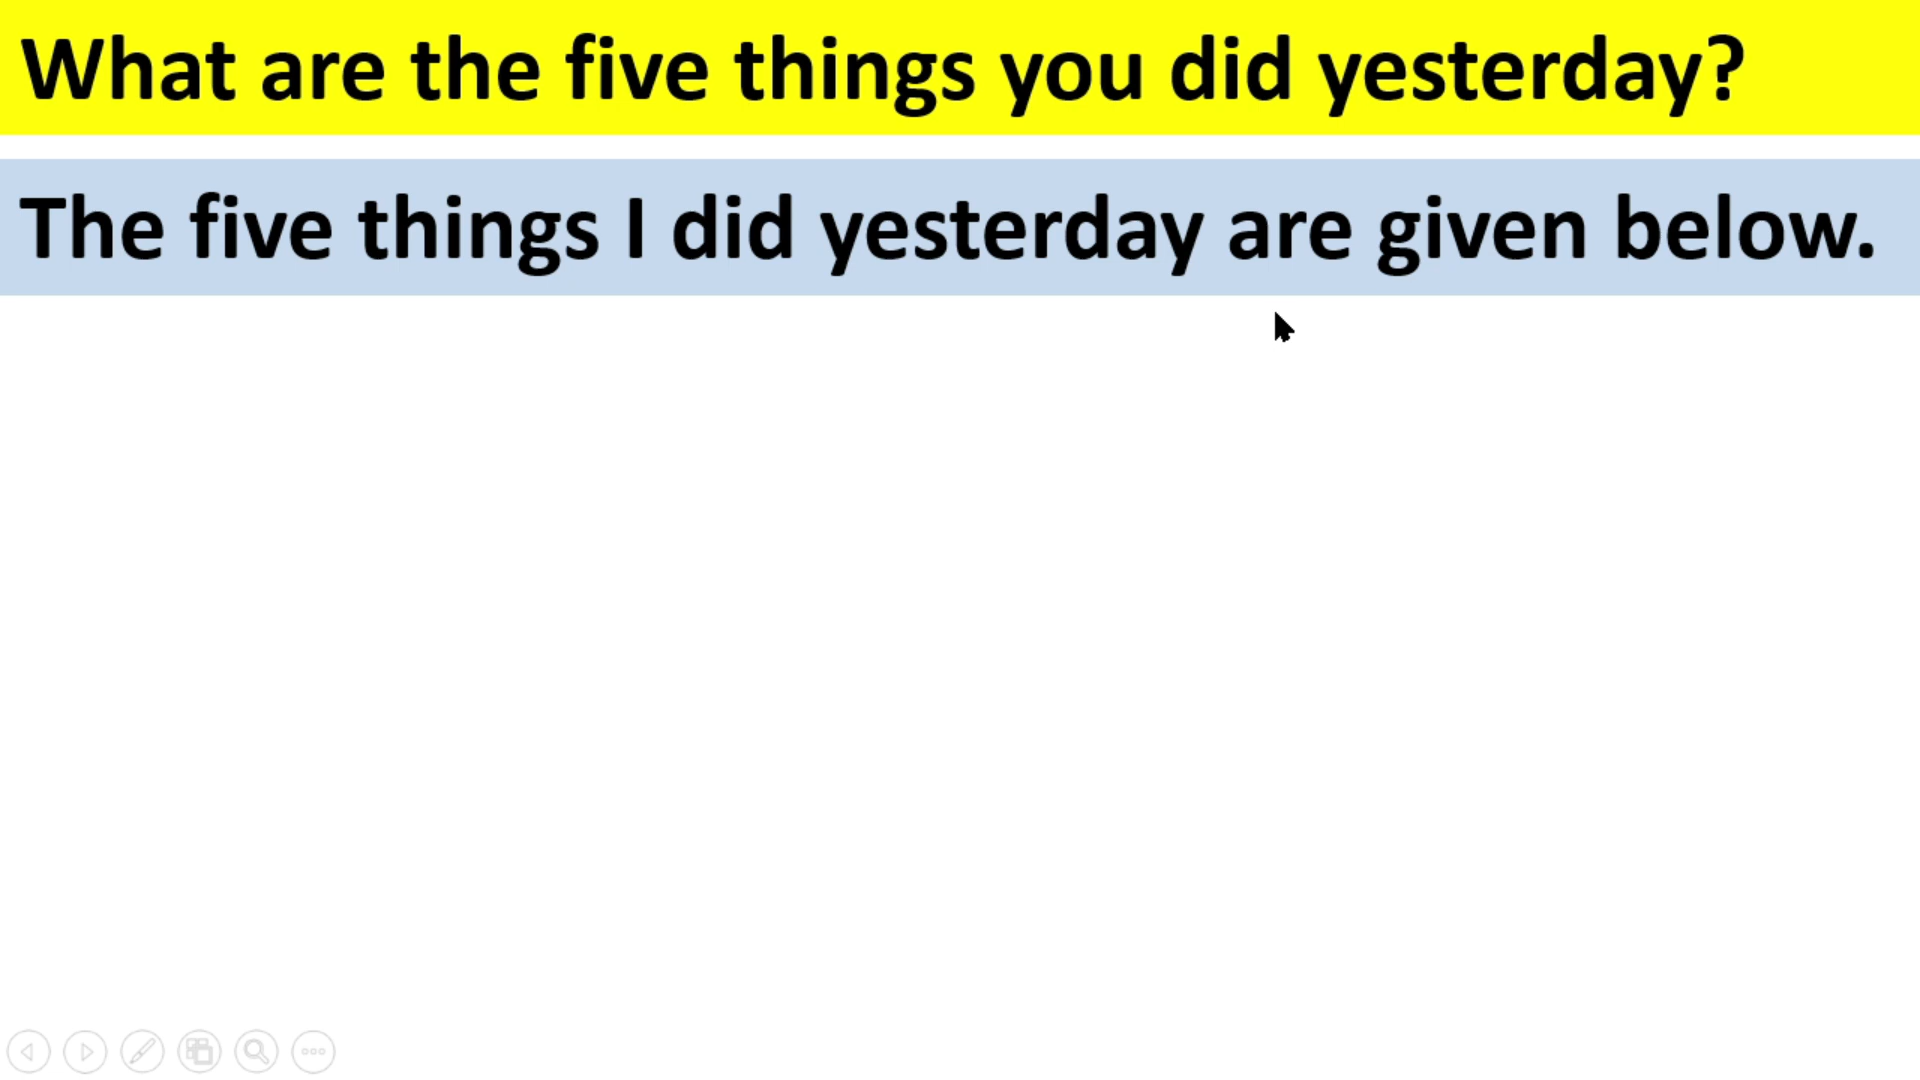 What are the five things you did yesterday?
The five things I did yesterday are given below.